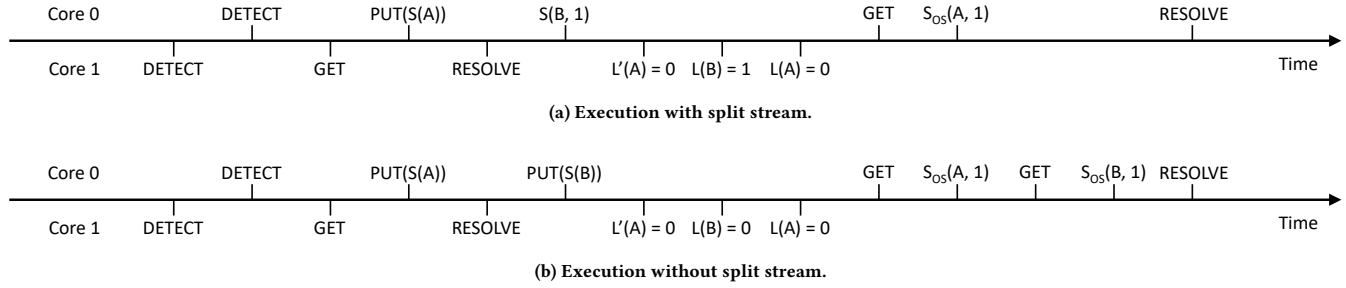 Core 0 DETECT PUT(S(A)) S(B, 1) GET S_OS(A, 1) RESOLVE
Core 1 DETECT GET RESOLVE L'(A) = 0 L(B) = 1 L(A) = 0 Time
(a) Execution with split stream.
Core 0 DETECT PUT(S(A)) PUT(S(B)) GET S_OS(A, 1) GET S_OS(B, 1) RESOLVE
Core 1 DETECT GET RESOLVE L'(A) = 0 L(B) = 0 L(A) = 0 Time
(b) Execution without split stream.